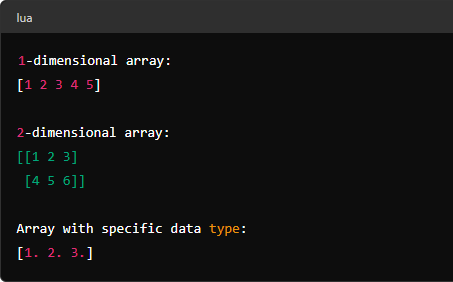 lua
1-dimensional array:
[1 2 3 4 5]
2-dimensional array:
[[1 2 3]
 [4 5 6]]
Array with specific data type:
[1. 2. 3.]